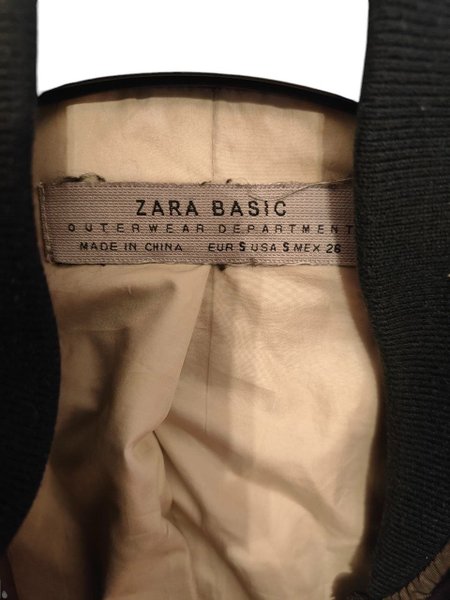 ZARA BASIC
OUTERWEAR DEPARTMENT
MADE IN CHINA EUR S USA S MEX 26